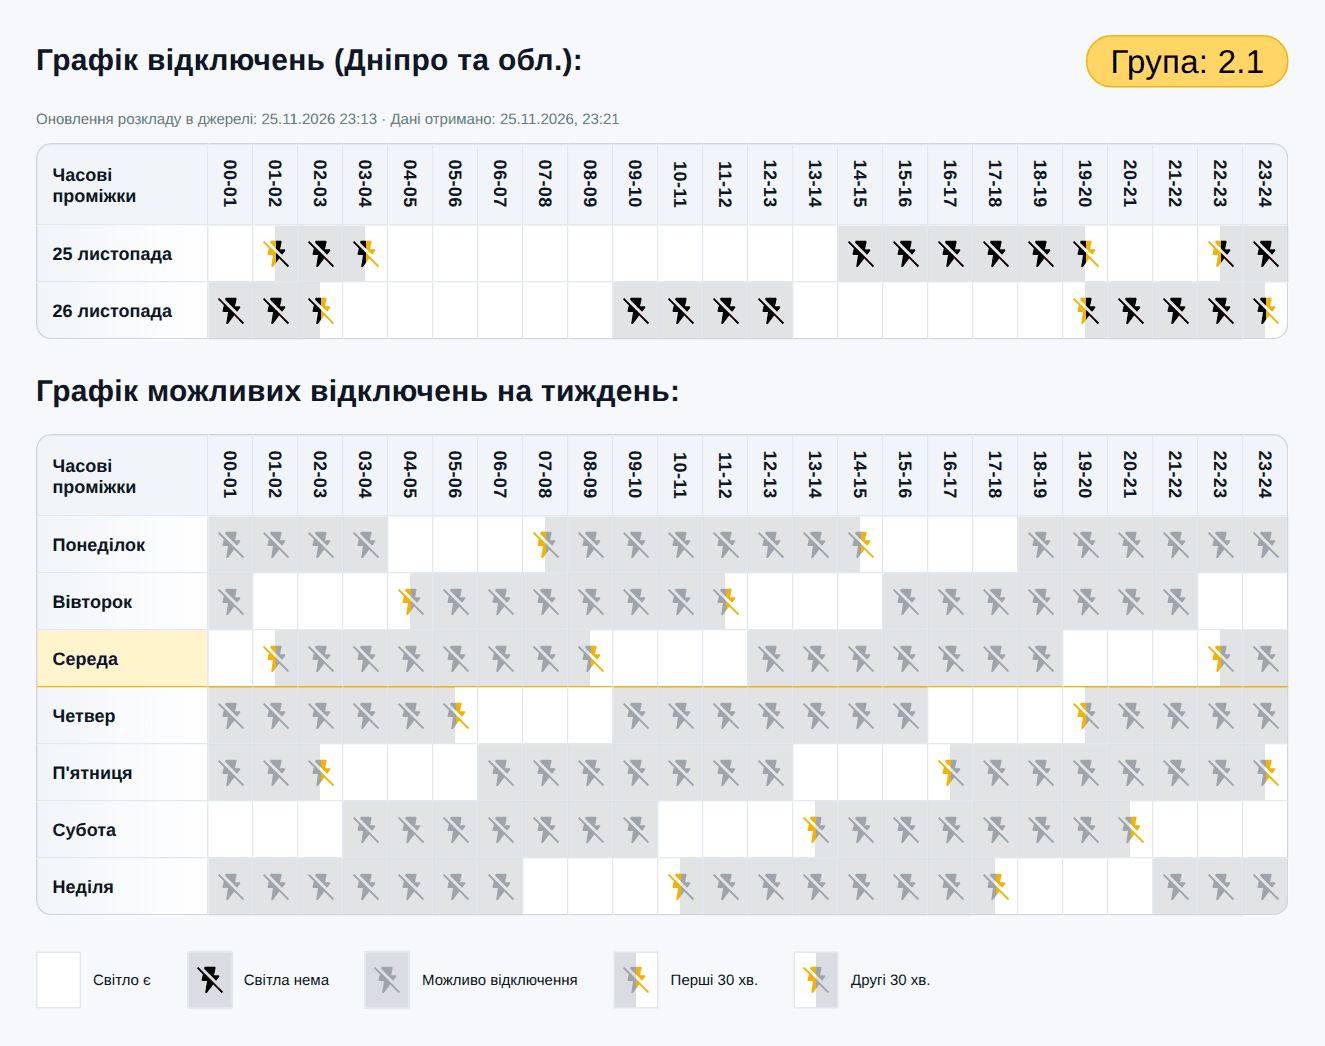 Графік відключень (Дніпро та обл.):
Група: 2.1
Оновлення розкладу в джерелі: 25.11.2026 23:13 · Дані отримано: 25.11.2026, 23:21
Часові
проміжки
00-01 01-02 02-03 03-04 04-05 05-06 06-07 07-08 08-09 09-10 10-11 11-12 12-13 13-14 14-15 15-16 16-17 17-18 18-19 19-20 20-21 21-22 22-23 23-24
25 листопада
26 листопада
Графік можливих відключень на тиждень:
Часові
проміжки
00-01 01-02 02-03 03-04 04-05 05-06 06-07 07-08 08-09 09-10 10-11 11-12 12-13 13-14 14-15 15-16 16-17 17-18 18-19 19-20 20-21 21-22 22-23 23-24
Понеділок
Вівторок
Середа
Четвер
П'ятниця
Субота
Неділя
Світло є
Світла нема
Можливо відключення
Перші 30 хв.
Другі 30 хв.